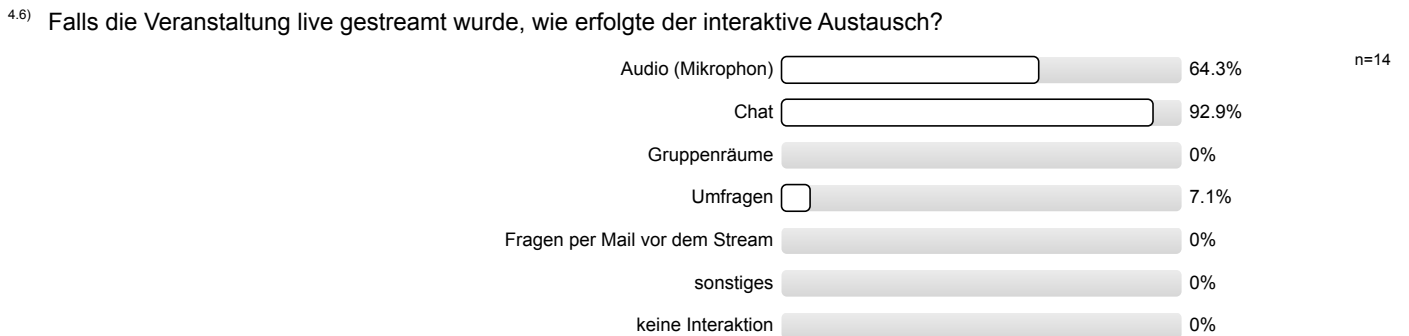 4.6) Falls die Veranstaltung live gestreamt wurde, wie erfolgte der interaktive Austausch?
Audio (Mikrophon) 64.3% n=14
Chat 92.9%
Gruppenräume 0%
Umfragen 7.1%
Fragen per Mail vor dem Stream 0%
sonstiges 0%
keine Interaktion 0%